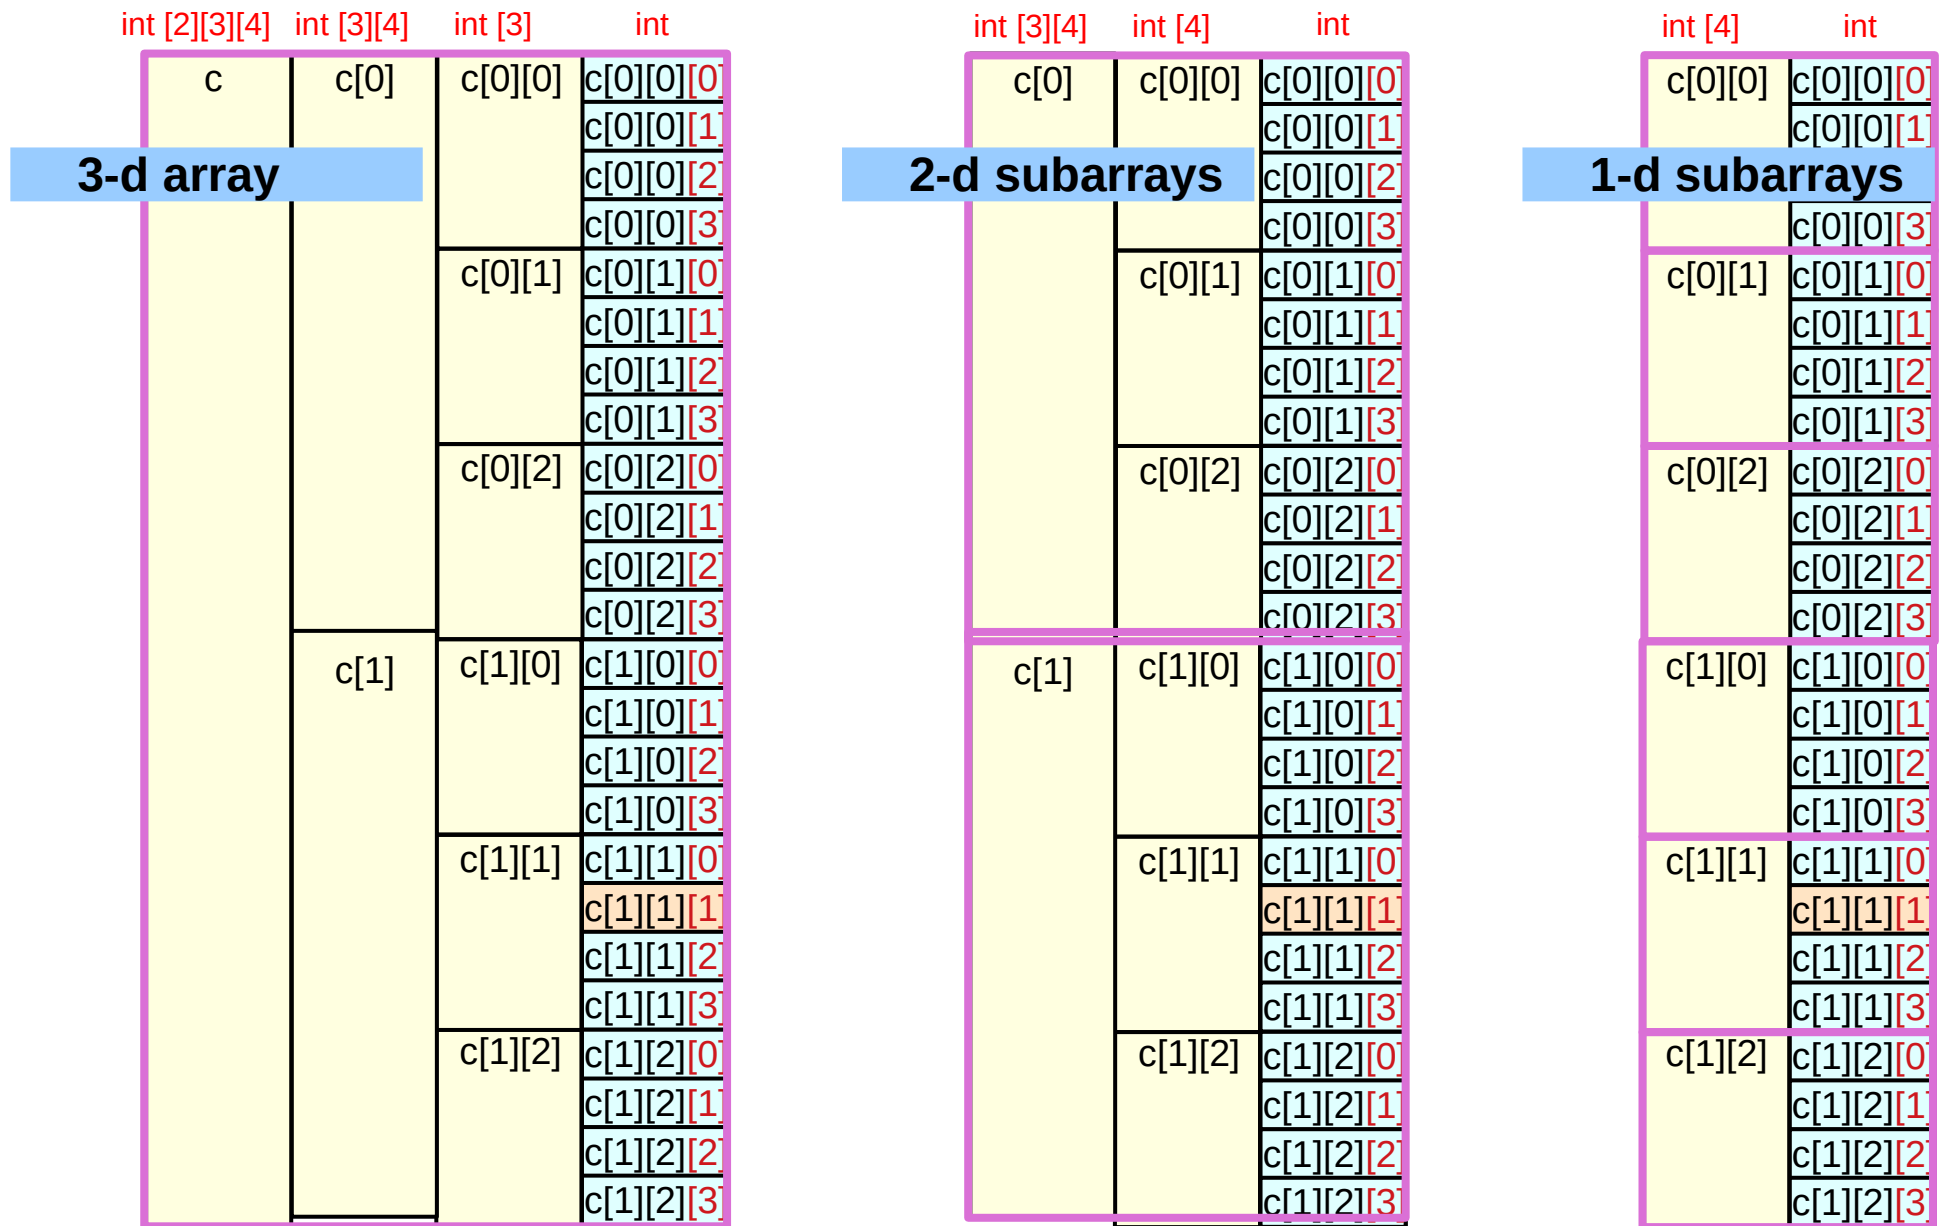 int [2][3][4] int [3][4] int [3] int
c c[0] c[0][0] c[0][0][0]
c[0][0][1]
3-d array c[0][0][2]
c[0][0][3]
c[0][1] c[0][1][0]
c[0][1][1]
c[0][1][2]
c[0][1][3]
c[0][2] c[0][2][0]
c[0][2][1]
c[0][2][2]
c[0][2][3]
c[1] c[1][0] c[1][0][0]
c[1][0][1]
c[1][0][2]
c[1][0][3]
c[1][1] c[1][1][0]
c[1][1][1]
c[1][1][2]
c[1][1][3]
c[1][2] c[1][2][0]
c[1][2][1]
c[1][2][2]
c[1][2][3]
int [3][4] int [4] int
c[0] c[0][0] c[0][0][0]
c[0][0][1]
2-d subarrays c[0][0][2]
c[0][0][3]
c[0][1] c[0][1][0]
c[0][1][1]
c[0][1][2]
c[0][1][3]
c[0][2] c[0][2][0]
c[0][2][1]
c[0][2][2]
c[0][2][3]
c[1] c[1][0] c[1][0][0]
c[1][0][1]
c[1][0][2]
c[1][0][3]
c[1][1] c[1][1][0]
c[1][1][1]
c[1][1][2]
c[1][1][3]
c[1][2] c[1][2][0]
c[1][2][1]
c[1][2][2]
c[1][2][3]
int [4] int
c[0][0] c[0][0][0]
c[0][0][1]
1-d subarrays
c[0][0][3]
c[0][1] c[0][1][0]
c[0][1][1]
c[0][1][2]
c[0][1][3]
c[0][2] c[0][2][0]
c[0][2][1]
c[0][2][2]
c[0][2][3]
c[1][0] c[1][0][0]
c[1][0][1]
c[1][0][2]
c[1][0][3]
c[1][1] c[1][1][0]
c[1][1][1]
c[1][1][2]
c[1][1][3]
c[1][2] c[1][2][0]
c[1][2][1]
c[1][2][2]
c[1][2][3]